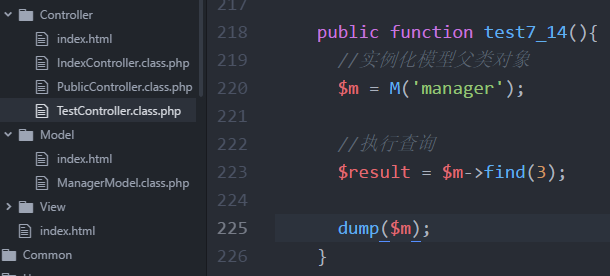 Controller
index.html
IndexController.class.php
PublicController.class.php
TestController.class.php
Model
index.html
ManagerModel.class.php
View
index.html
Common
217
218 public function test7_14(){
219 //实例化模型父类对象
220 $m = M('manager');
221
222 //执行查询
223 $result = $m->find(3);
224
225 dump($m);
226 }